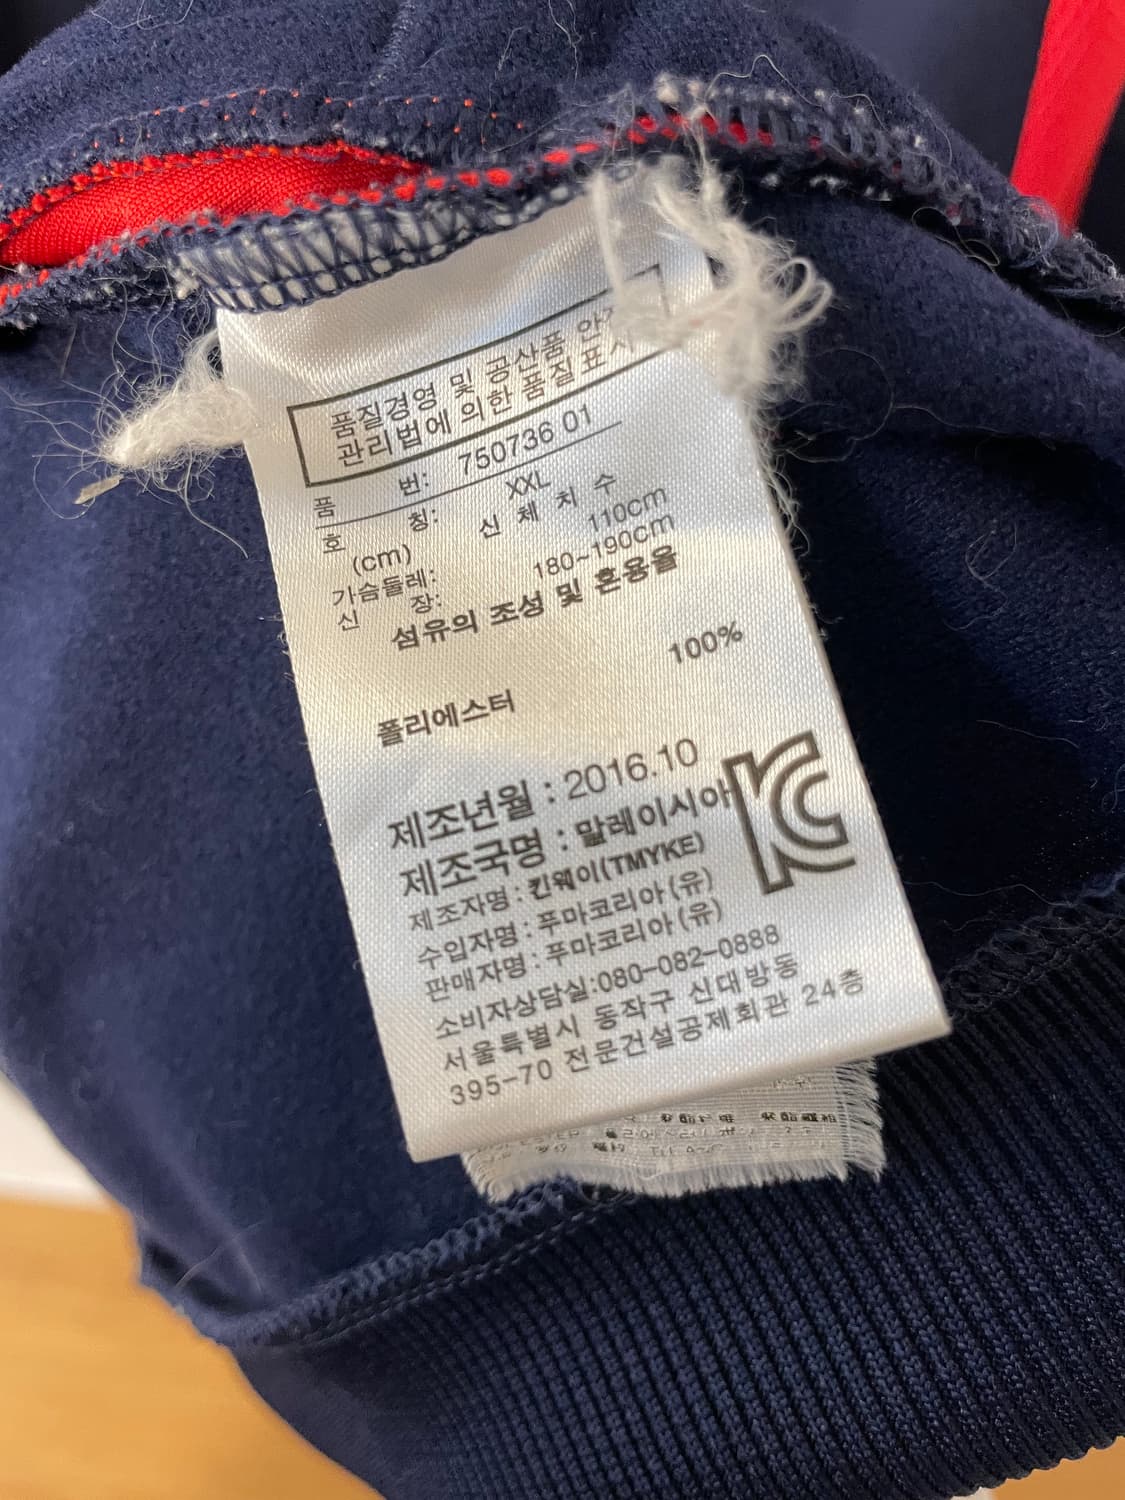 품질경영 및 공산품 안전
관리법에 의한 품질표시
품 번: 750736 01
호 칭: XXL
(cm) 신 체 치 수
가슴둘레: 110cm
신 장: 180~190cm
섬유의 조성 및 혼용율
100%
폴리에스터
제조년월 : 2016.10
제조국명 : 말레이시아
제조자명 : 킨웨이(TMYKE)
수입자명 : 푸마코리아(유)
판매자명 : 푸마코리아(유)
소비자상담실:080-082-0888
서울특별시 동작구 신대방동
395-70 전문건설공제회관 24층